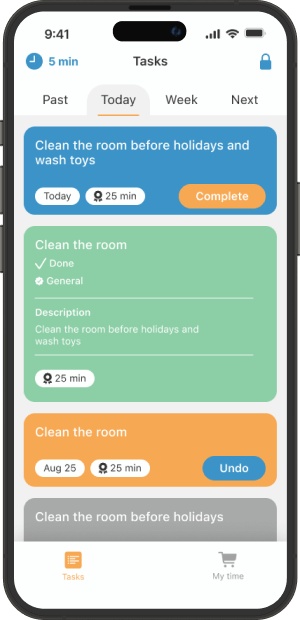 9:41
5 min
Tasks
Past
Today
Week
Next
Clean the room before holidays and
wash toys
Today
25 min
Complete
Clean the room
Done
General
Description
Clean the room before holidays and
wash toys
25 min
Clean the room
Aug 25
25 min
Undo
Clean the room before holidays
Tasks
My time